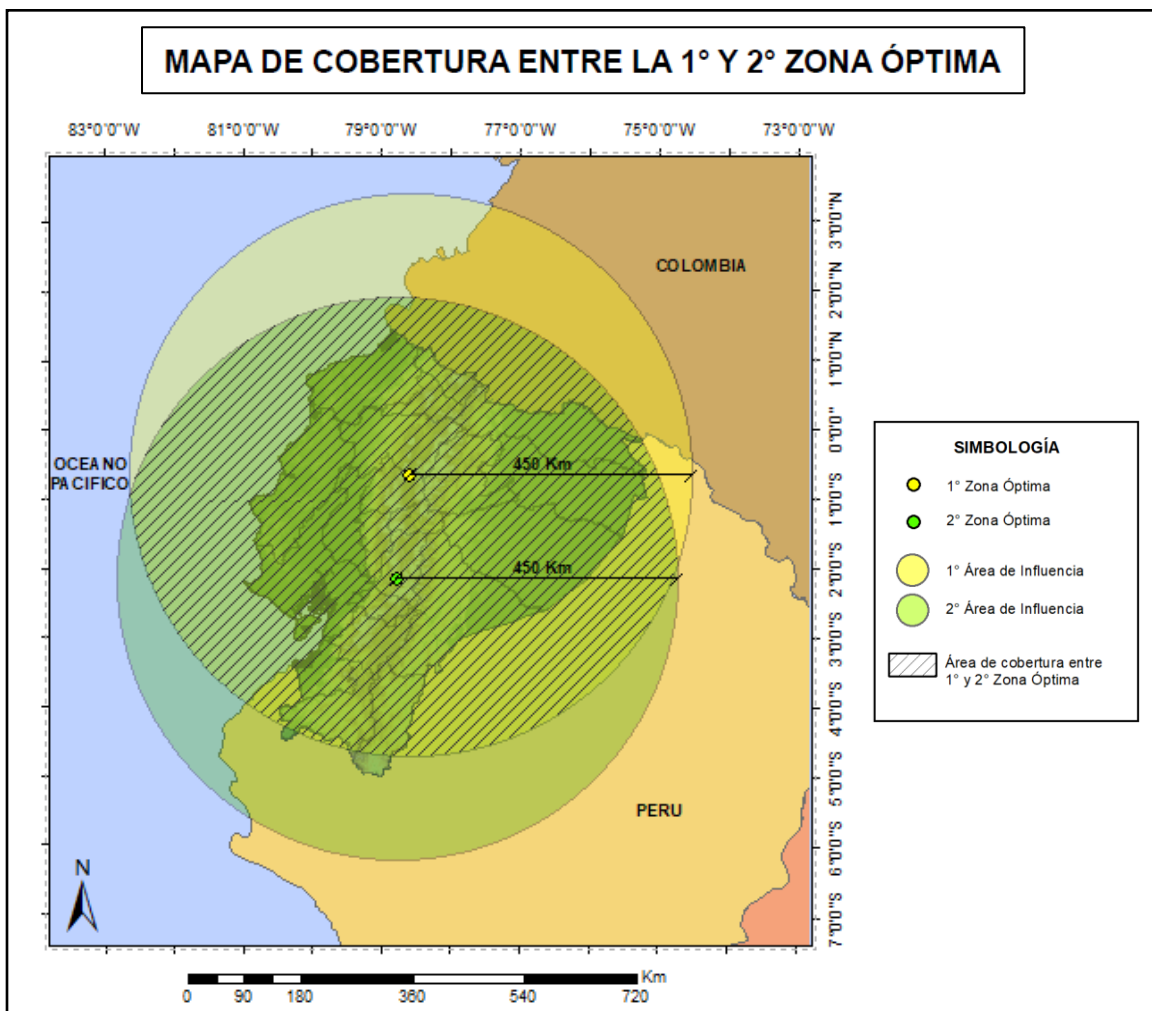 MAPA DE COBERTURA ENTRE LA 1° Y 2° ZONA ÓPTIMA
83°0'0"W 81°0'0"W 79°0'0"W 77°0'0"W 75°0'0"W 73°0'0"W
COLOMBIA
OCEANO
PACIFICO
450 Km
450 Km
PERU
N
3°0'0"N
2°0'0"N
1°0'0"N
0°0'0"
1°0'0"S
2°0'0"S
3°0'0"S
4°0'0"S
5°0'0"S
6°0'0"S
7°0'0"S
SIMBOLOGÍA
1° Zona Óptima
2° Zona Óptima
1° Área de Influencia
2° Área de Influencia
Área de cobertura entre
1° y 2° Zona Óptima
Km
0 90 180 360 540 720